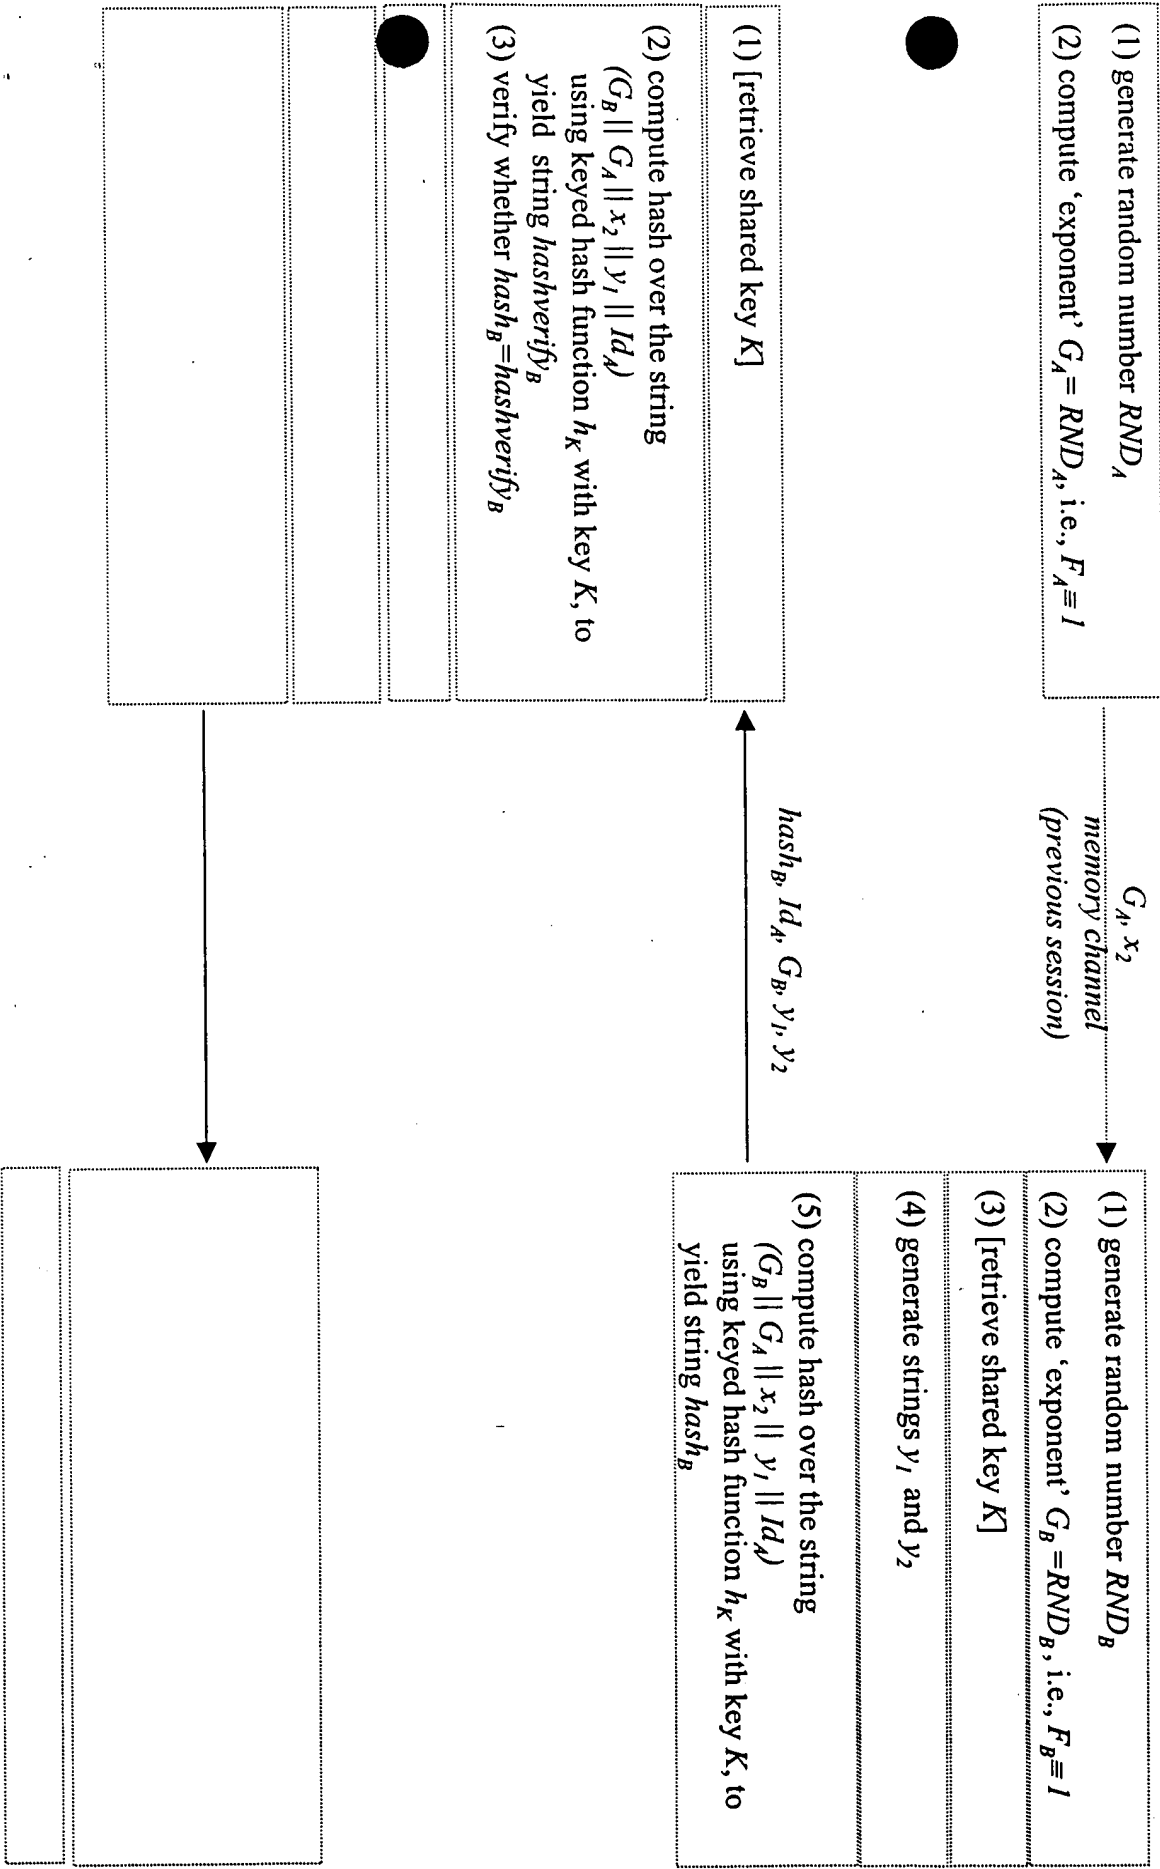 (1) generate random number RND_A
(2) compute ‘exponent’ G_A= RND_A, i.e., F_A≡1
G_A, x_2
memory channel
(previous session)
(1) generate random number RND_B
(2) compute ‘exponent’ G_B=RND_B, i.e., F_B≡1
(3) [retrieve shared key K]
(4) generate strings y_1 and y_2
(5) compute hash over the string
(G_B || G_A || x_2 || y_1 || Id_A)
using keyed hash function h_K with key K, to
yield string hash_B
hash_B, Id_A, G_B, y_1, y_2
(1) [retrieve shared key K]
(2) compute hash over the string
(G_B || G_A || x_2 || y_1 || Id_A)
using keyed hash function h_K with key K, to
yield string hashverify_B
(3) verify whether hash_B=hashverify_B